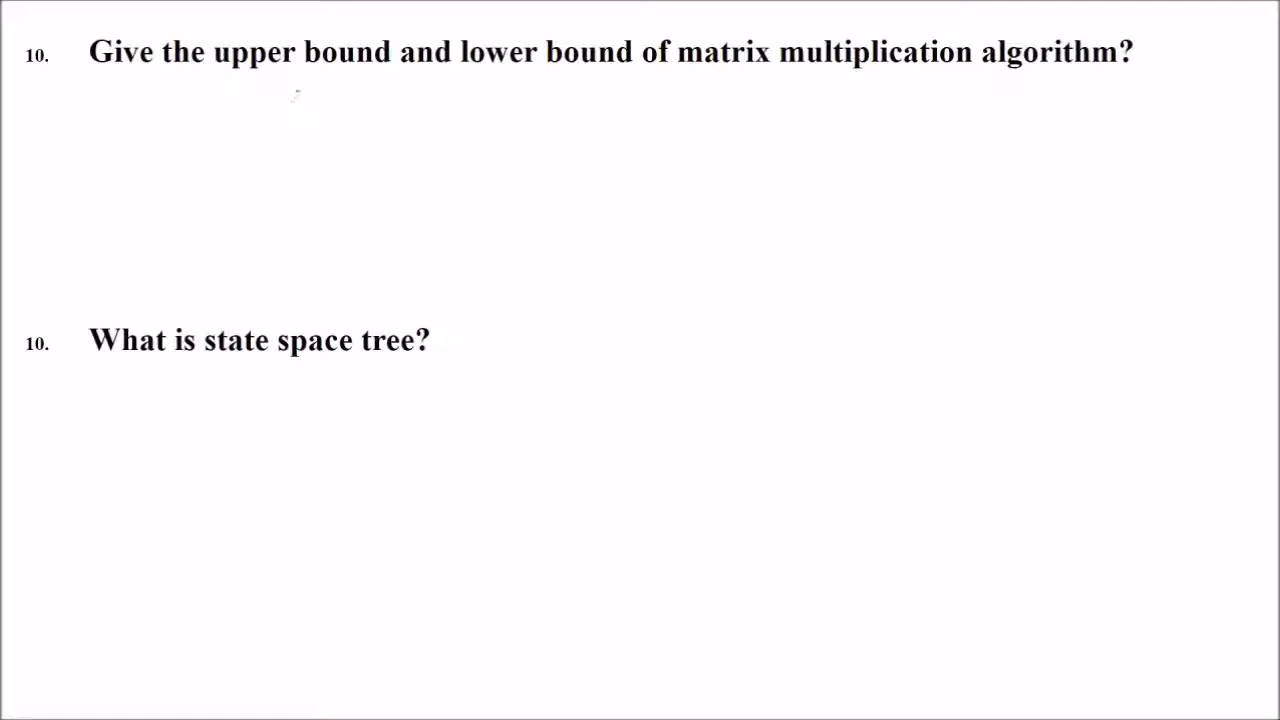 10. Give the upper bound and lower bound of matrix multiplication algorithm?
10. What is state space tree?